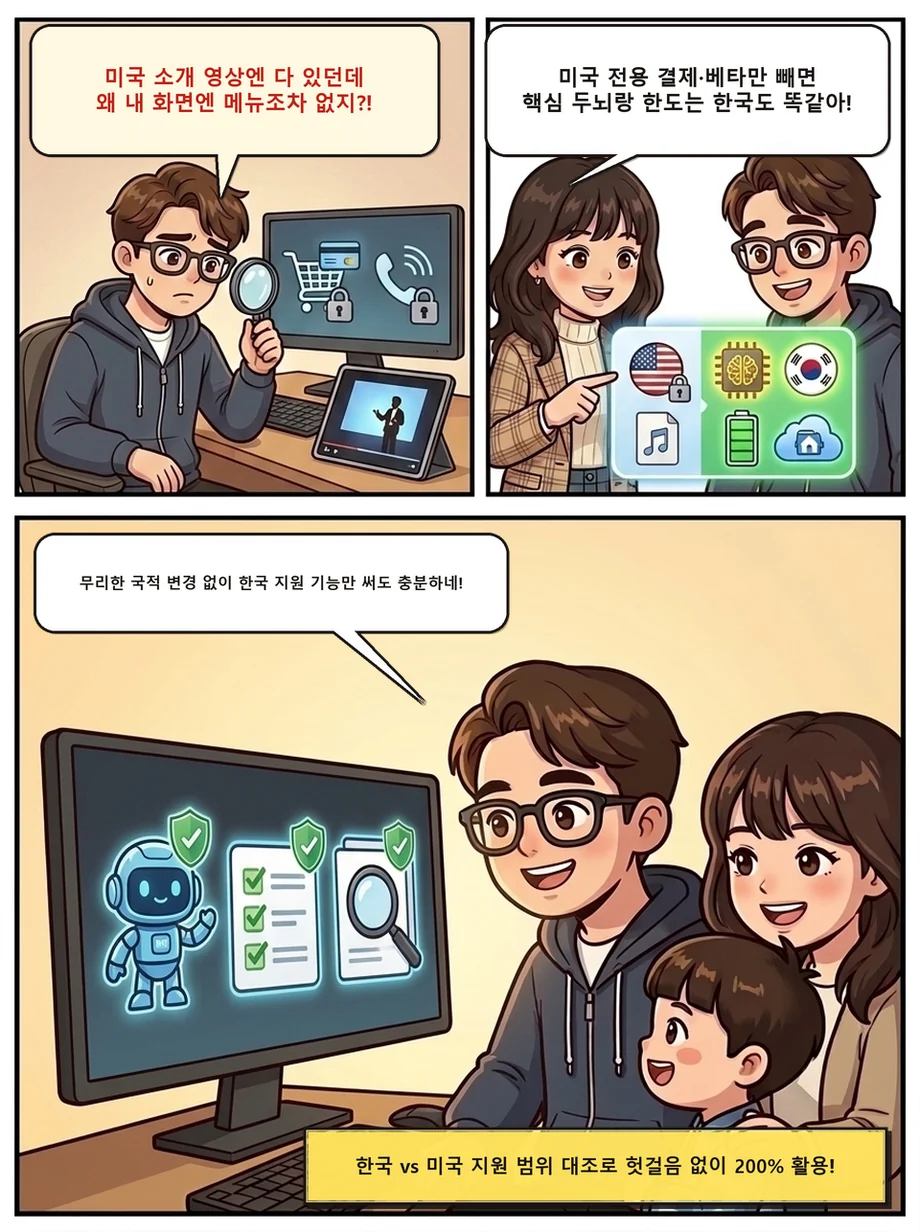 미국 소개 영상엔 다 있던데
왜 내 화면엔 메뉴조차 없지?!
미국 전용 결제·베타만 빼면
핵심 두뇌랑 한도는 한국도 똑같아!
무리한 국적 변경 없이 한국 지원 기능만 써도 충분하네!
한국 vs 미국 지원 범위 대조로 헛걸음 없이 200% 활용!